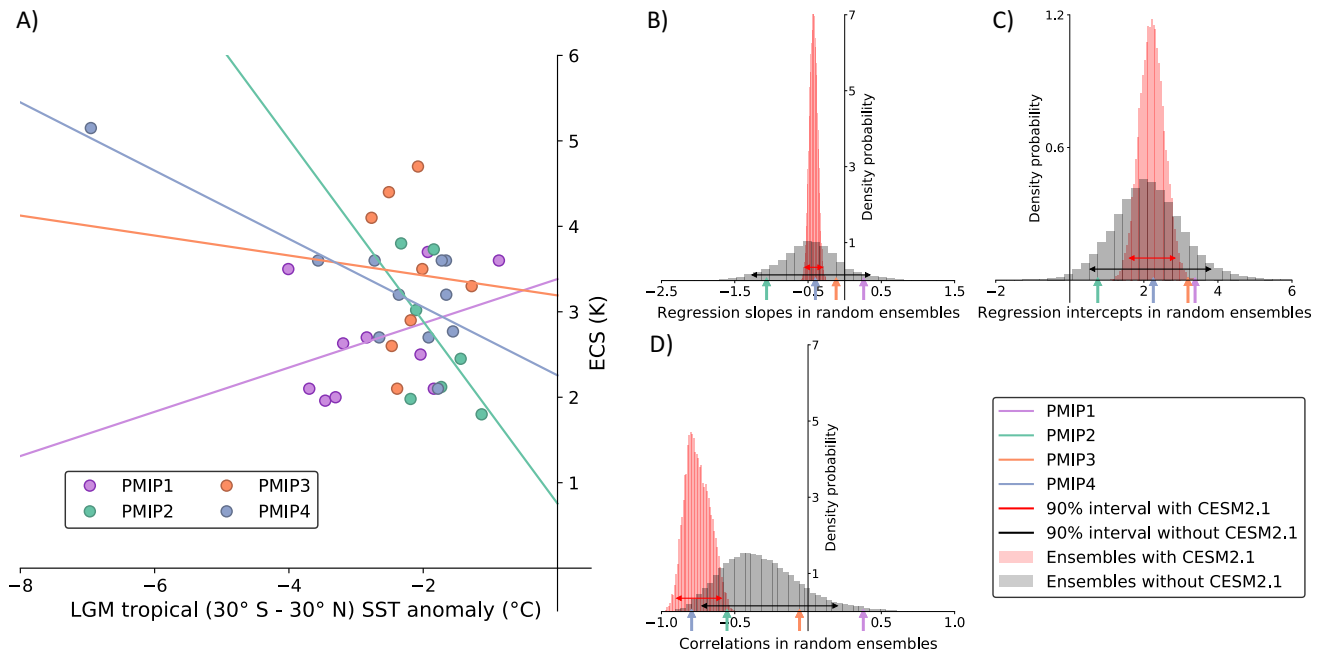 A)
6
5
4
3
2
1
ECS (K)
−8
−6
−4
−2
LGM tropical (30° S - 30° N) SST anomaly (°C)
PMIP1
PMIP2
PMIP3
PMIP4
B)
7
5
3
1
Density probability
−2.5
−1.5
−0.5
0.5
1.5
Regression slopes in random ensembles
C)
1.2
0.6
Density probability
−2
0
2
4
6
Regression intercepts in random ensembles
D)
7
5
3
1
Density probability
−1.0
−0.5
0.0
0.5
1.0
Correlations in random ensembles
PMIP1
PMIP2
PMIP3
PMIP4
90% interval with CESM2.1
90% interval without CESM2.1
Ensembles with CESM2.1
Ensembles without CESM2.1